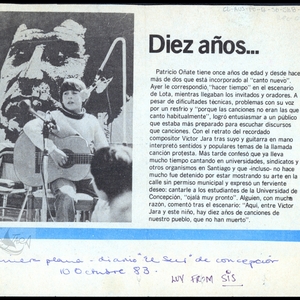 Diez años...
Patricio Oñate tiene once años de edad y desde hace
más de dos que está incorporado al "canto nuevo".
Ayer le correspondió, "hacer tiempo" en el escenario
de Lota, mientras llegaban los invitados y oradores. A
pesar de dificultades técnicas, problemas con su voz
por un resfrío y "porque las canciones no eran las que
canto habitualmente", logró entusiasmar a un público
que estaba más preparado para escuchar discursos
que canciones. Con el retrato del recordado
compositor Víctor Jara tras suyo y guitarra en mano
interpretó sentidos y populares temas de la llamada
canción protesta. Mas tarde confesó que ya lleva
mucho tiempo cantando en universidades, sindicatos y
otros organismos en Santiago y que -incluso- no hace
mucho fue detenido por estar mostrando su arte en la
calle sin permiso municipal y expresó un ferviente
deseo: cantarle a los estudiantes de la Universidad de
Concepción, "ojalá muy pronto". Alguien, con mucha
razón, comentó tras el escenario: "Aquí, entre Víctor
Jara y este niño, hay diez años de canciones de
nuestro pueblo, que no han muerto".
primera plana - diario "El Sur" de concepción
10 Octubre 83.
LUV FROM SIS